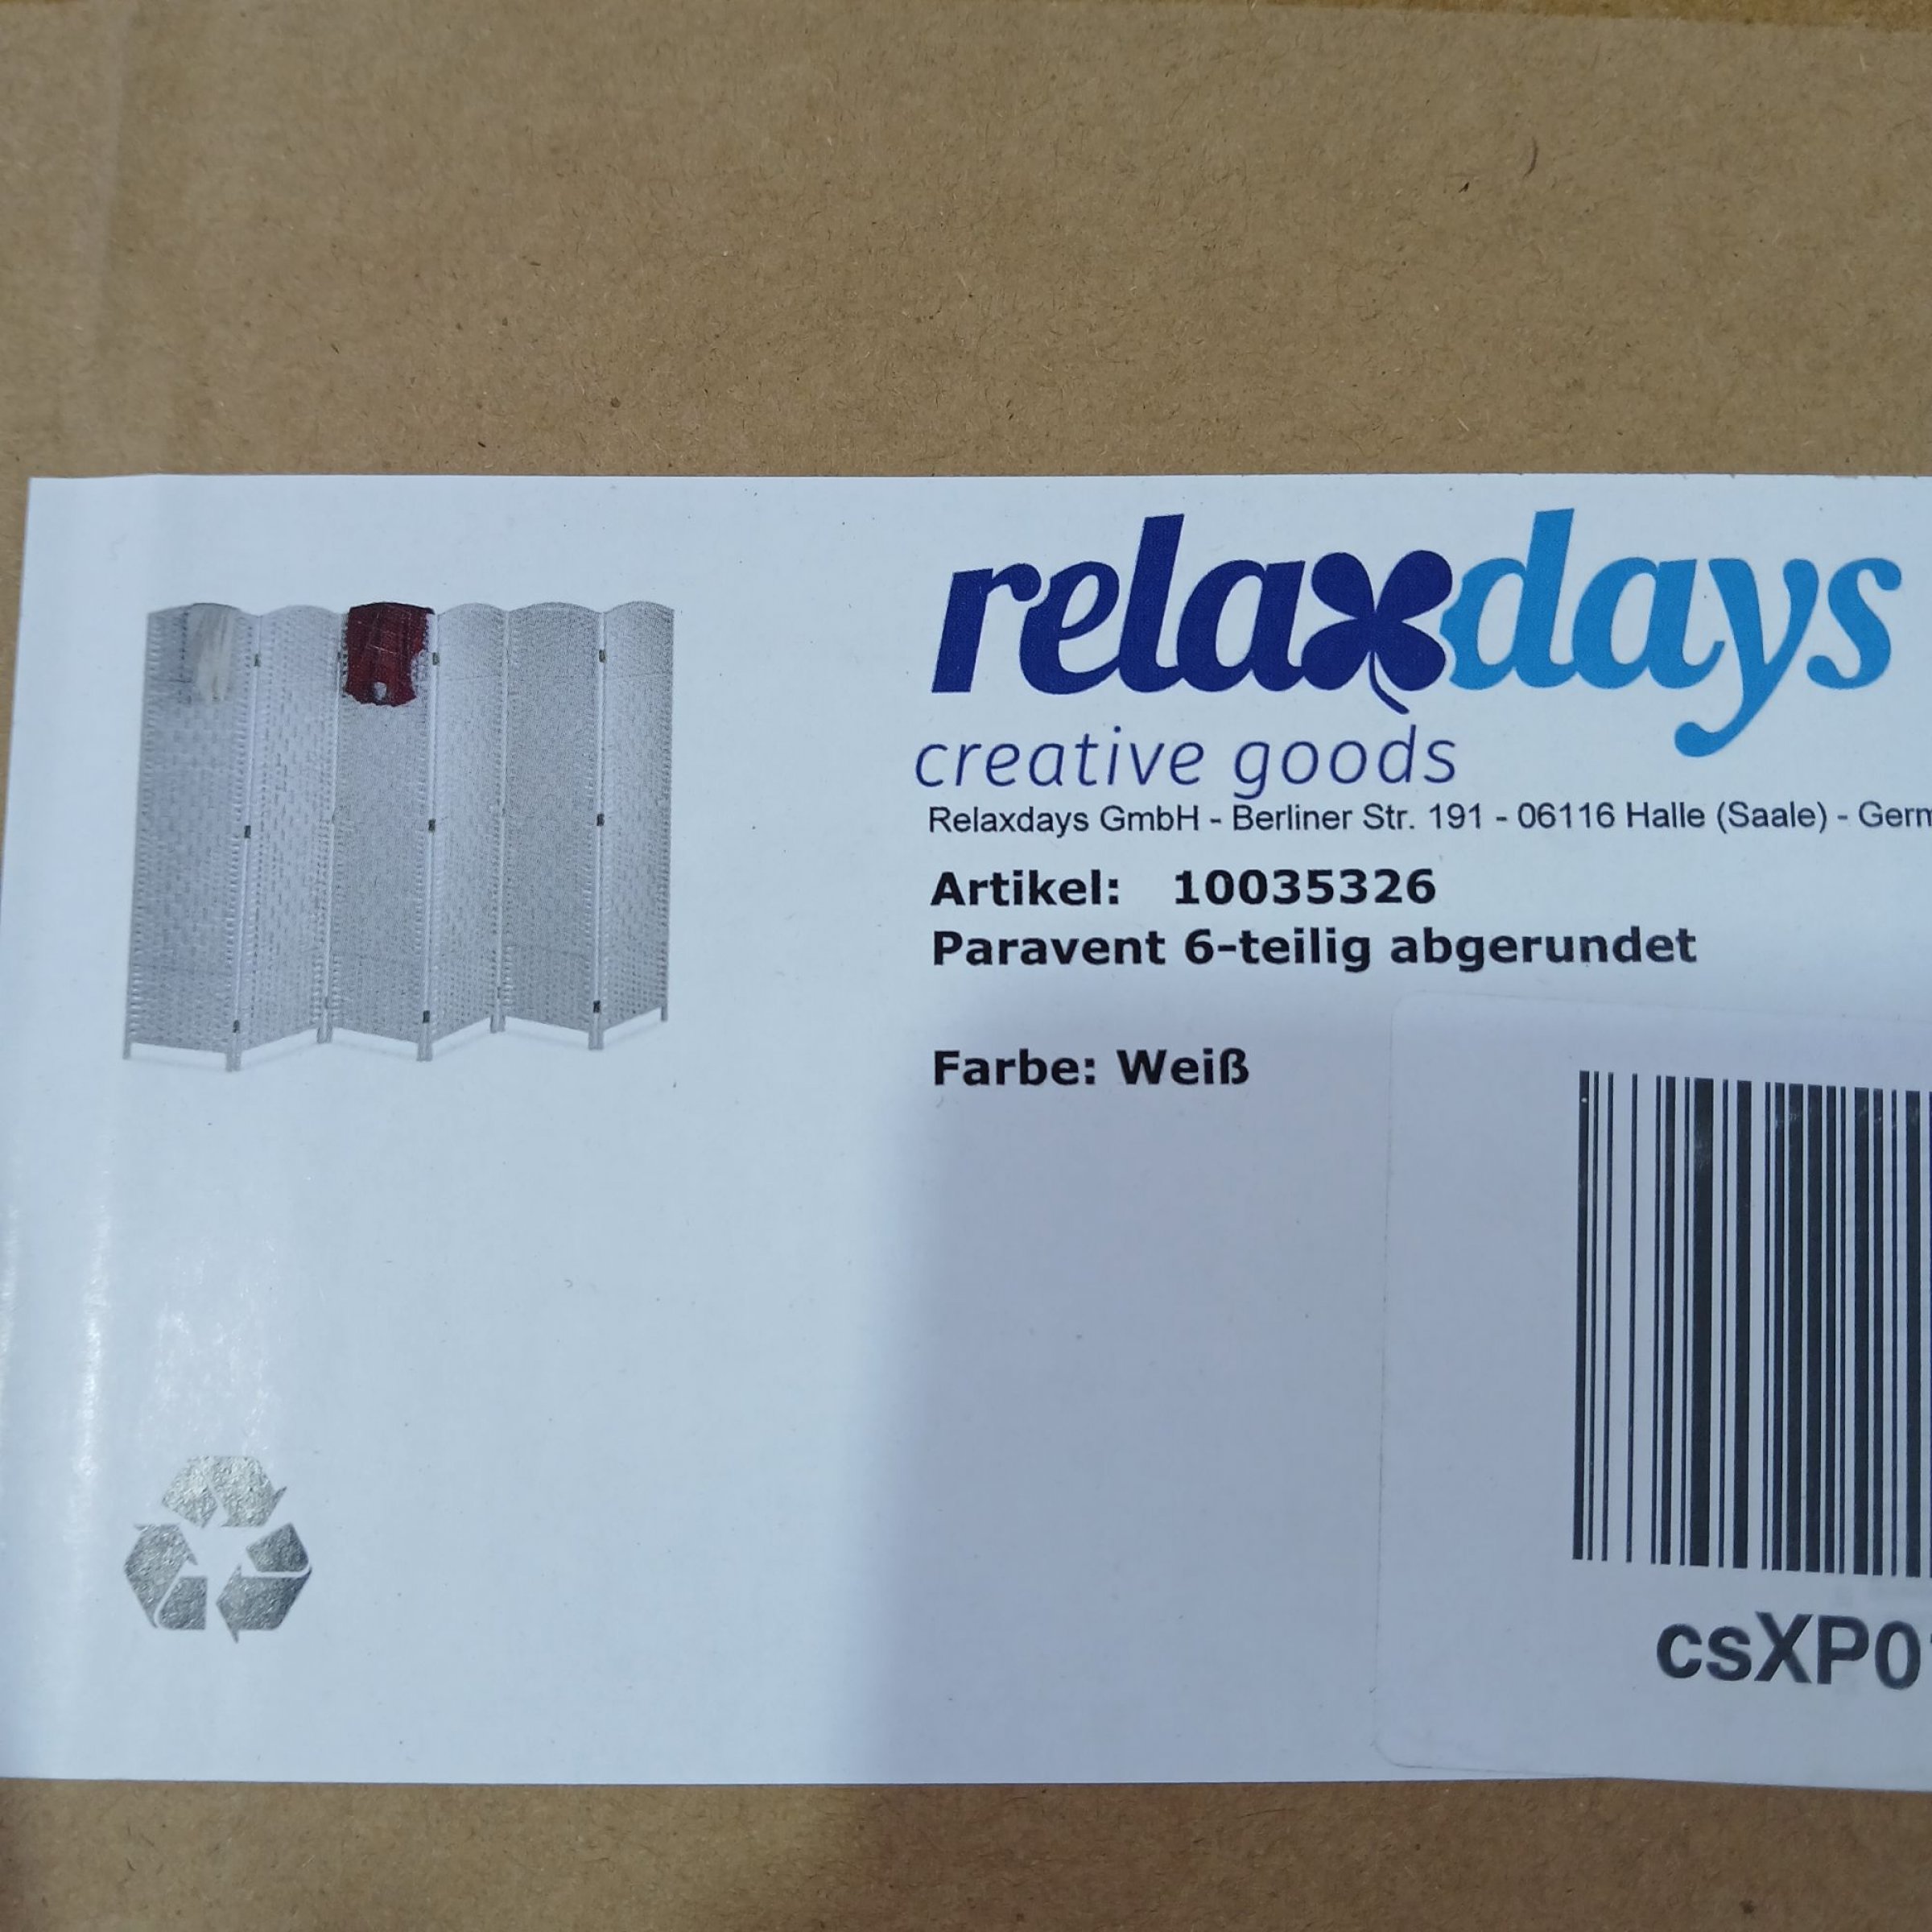 relaxdays
creative goods
Relaxdays GmbH - Berliner Str. 191 - 06116 Halle (Saale) - Germ
Artikel: 10035326
Paravent 6-teilig abgerundet
Farbe: Weiß
csXP0